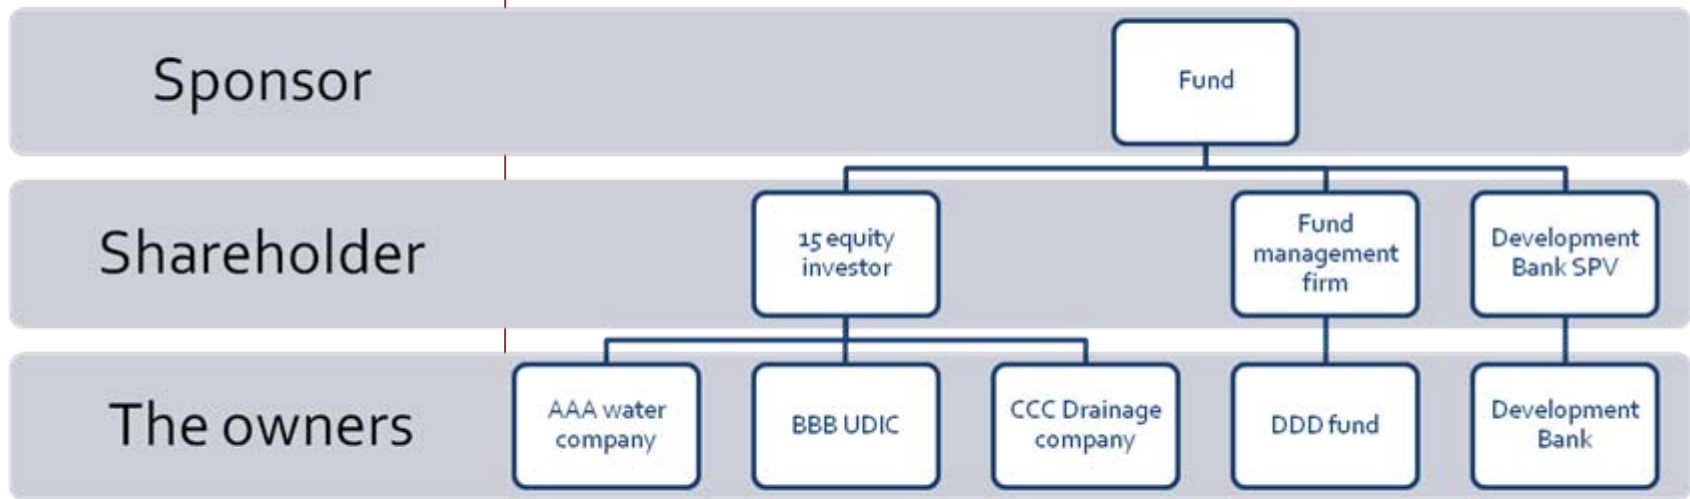 Sponsor
Fund
Shareholder
15 equity
investor
Fund
management
firm
Development
Bank SPV
The owners
AAA water
company
BBB UDIC
CCC Drainage
company
DDD fund
Development
Bank